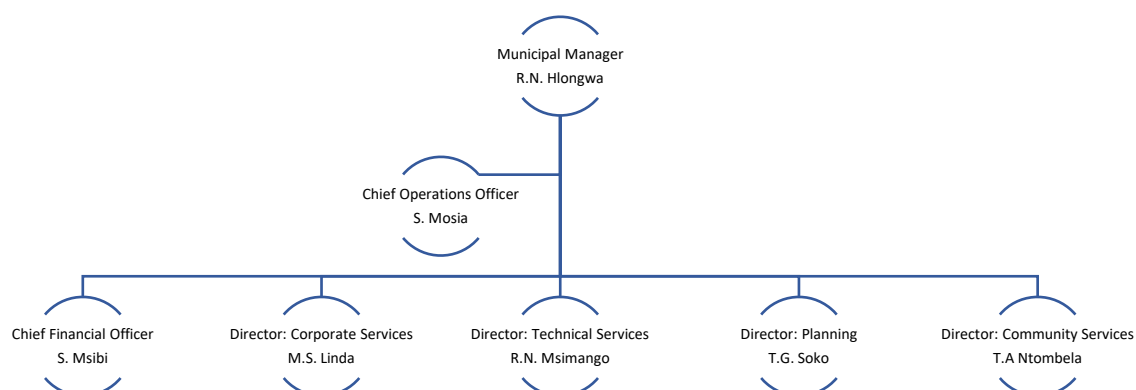 Municipal Manager
R.N. Hlongwa
Chief Operations Officer
S. Mosia
Chief Financial Officer
S. Msibi
Director: Corporate Services
M.S. Linda
Director: Technical Services
R.N. Msimango
Director: Planning
T.G. Soko
Director: Community Services
T.A Ntombela